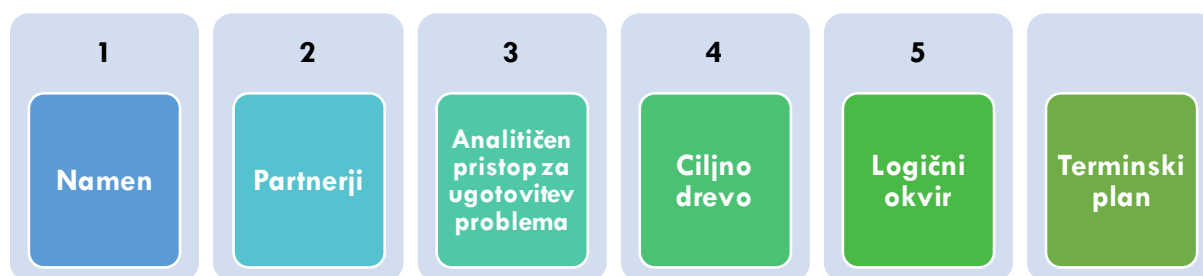 1
Namen
2
Partnerji
3
Analitičen
pristop za
ugotovitev
problema
4
Ciljno
drevo
5
Logični
okvir
Terminski
plan